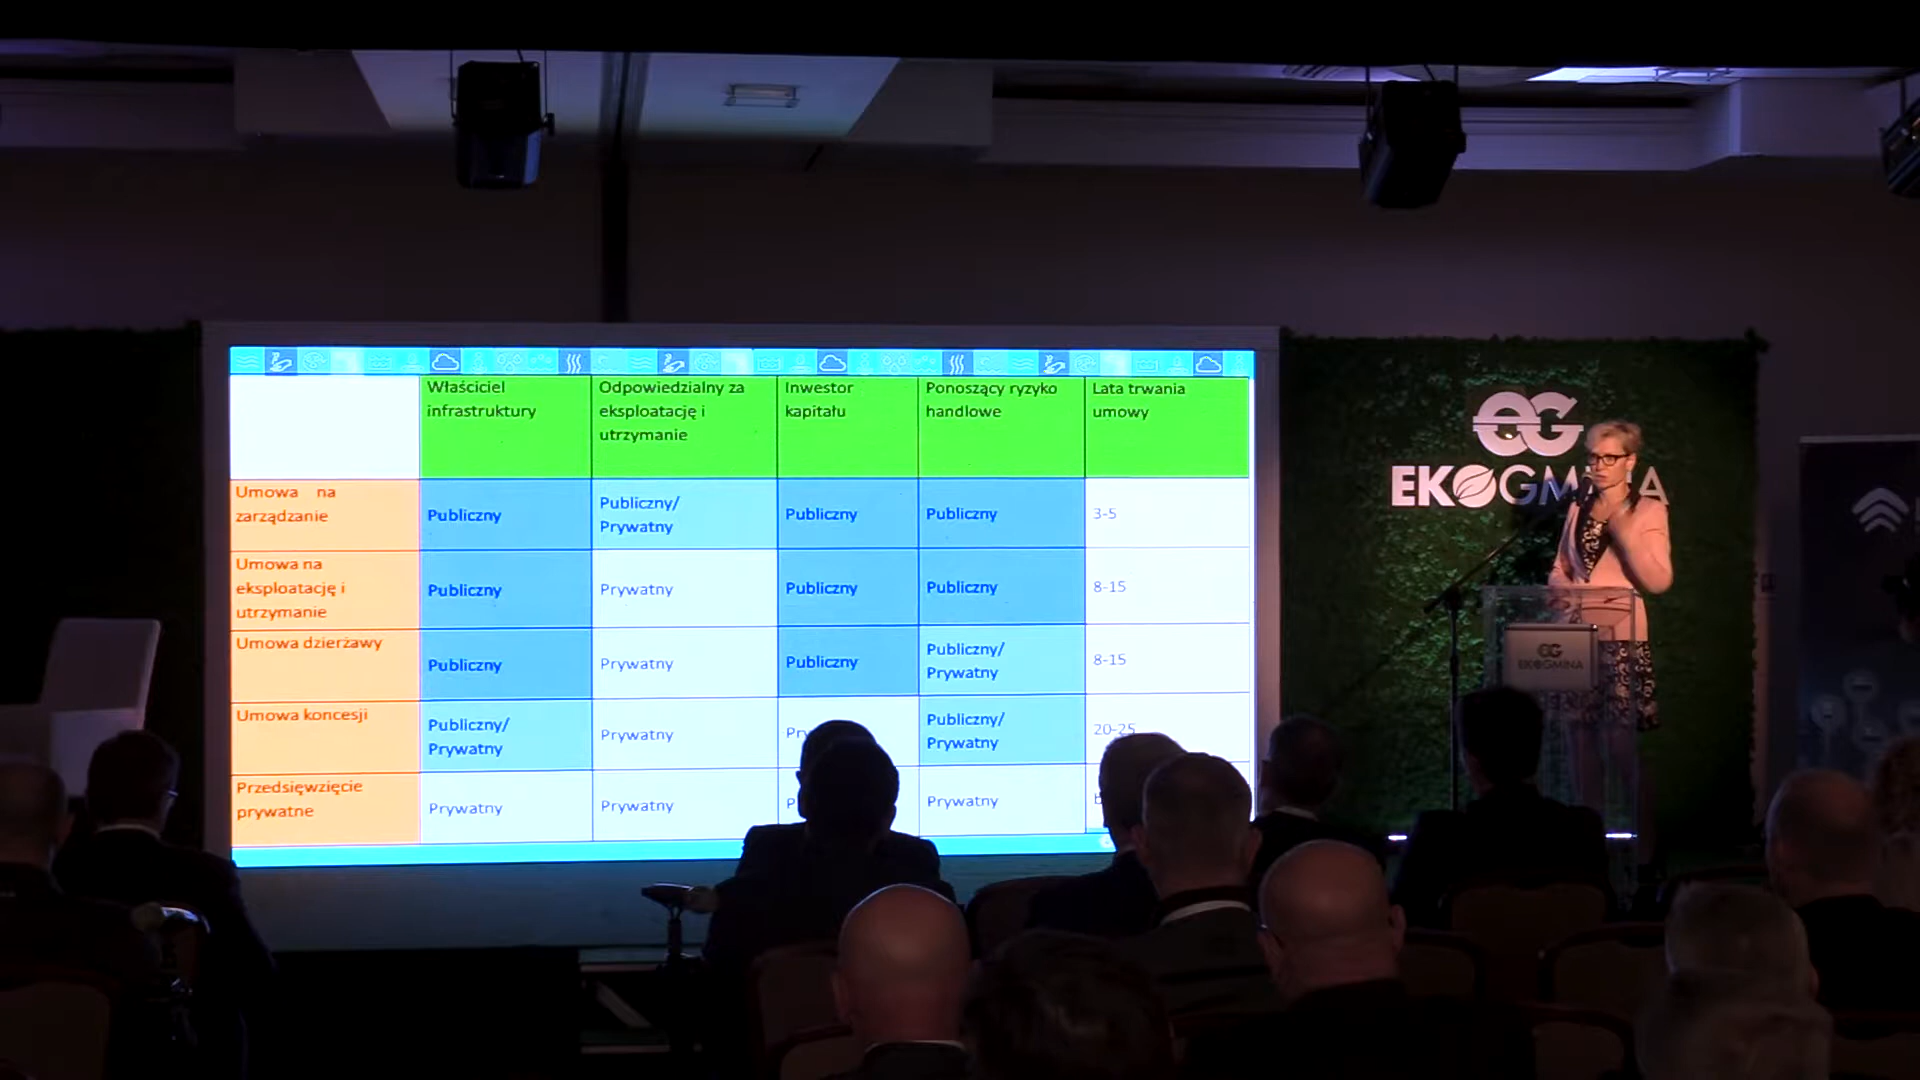 Właściciel
infrastruktury
Odpowiedzialny za
eksploatację i
utrzymanie
Inwestor
kapitału
Ponoszący ryzyko
handlowe
Lata trwania
umowy
Umowa na
zarządzanie
Publiczny
Publiczny/
Prywatny
Publiczny
Publiczny
3-5
Umowa na
eksploatację i
utrzymanie
Publiczny
Prywatny
Publiczny
Publiczny
8-15
Umowa dzierżawy
Publiczny
Prywatny
Publiczny
Publiczny/
Prywatny
8-15
Umowa koncesji
Publiczny/
Prywatny
Prywatny
Publiczny/
Prywatny
20-25
Przedsięwzięcie
prywatne
Prywatny
Prywatny
Prywatny
EKOGMINA
EKOGMINA